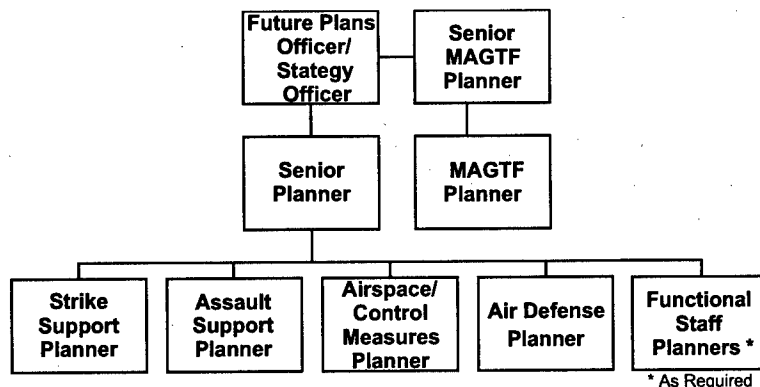 Future Plans
Officer/
Stategy
Officer
Senior
MAGTF
Planner
Senior
Planner
MAGTF
Planner
Strike
Support
Planner
Assault
Support
Planner
Airspace/
Control
Measures
Planner
Air Defense
Planner
Functional
Staff
Planners *
* As Required